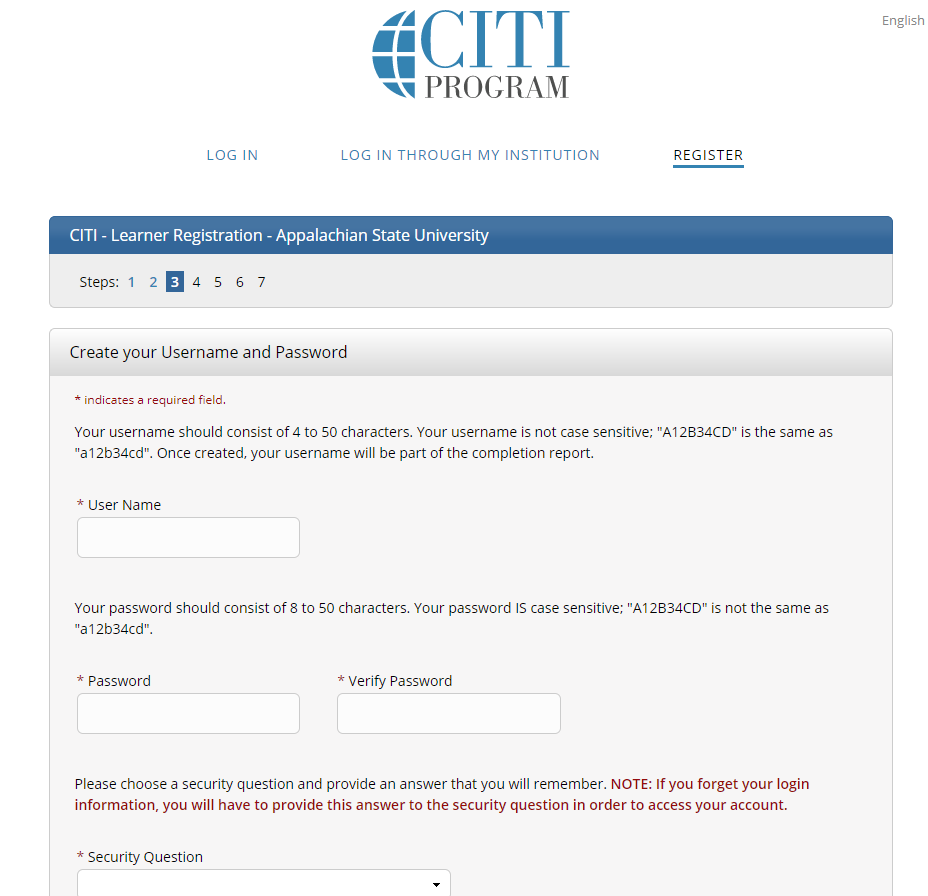 English
CITI
PROGRAM
LOG IN LOG IN THROUGH MY INSTITUTION REGISTER
CITI - Learner Registration - Appalachian State University
Steps: 1 2 3 4 5 6 7
Create your Username and Password
* indicates a required field.
Your username should consist of 4 to 50 characters. Your username is not case sensitive; "A12B34CD" is the same as
"a12b34cd". Once created, your username will be part of the completion report.
* User Name
Your password should consist of 8 to 50 characters. Your password IS case sensitive; "A12B34CD" is not the same as
"a12b34cd".
* Password * Verify Password
Please choose a security question and provide an answer that you will remember. NOTE: If you forget your login
information, you will have to provide this answer to the security question in order to access your account.
* Security Question